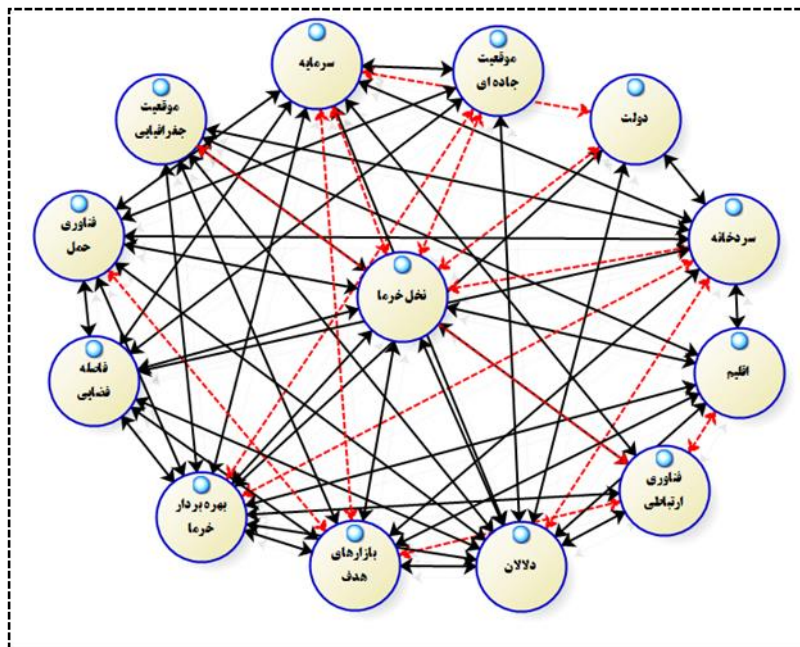 سرمایه
موقعیت
جاده ای
دولت
موقعیت
جغرافیایی
سردخانه
فناوری
حمل
نخل خرما
اقلیم
فاصله
فضایی
فناوری
ارتباطی
بهره بردار
خرما
بازارهای
هدف
دلالان